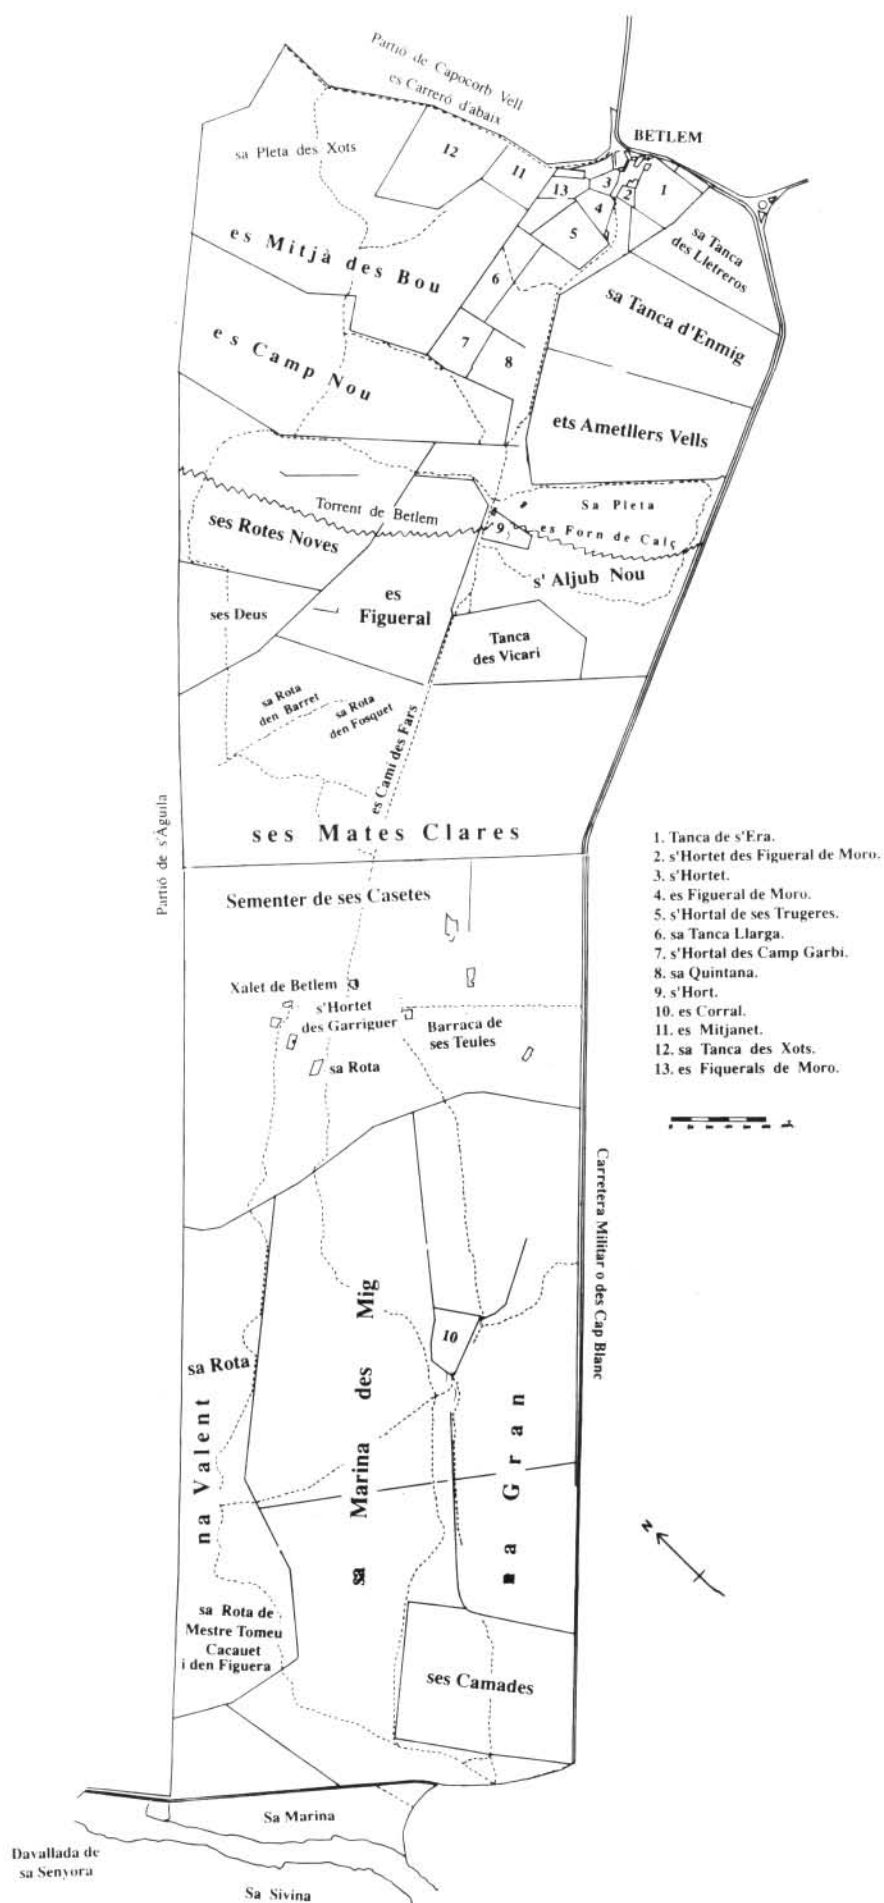 Partió de Capocorb Vell
es Carreró d'abaix
BETLEM
sa Pleta des Xots
12
11
13
3
2
1
4
5
sa Tanca
des Lletreros
es Mitjà des Bou
6
sa Tanca d'Enmig
es Camp Nou
7
8
ets Ametllers Vells
Torrent de Betlem
Sa Pleta
ses Rotes Noves
9
es Forn de Calç
s' Aljub Nou
ses Deus
es
Figueral
Tanca
des Vicari
sa Rota
den Barret
sa Rota
den Fosquet
es Camí des Fars
Partió de s'Àguila
ses Mates Clares
1. Tanca de s'Era.
2. s'Hortet des Figueral de Moro.
3. s'Hortet.
4. es Figueral de Moro.
5. s'Hortal de ses Trugeres.
6. sa Tanca Llarga.
7. s'Hortal des Camp Garbi.
8. sa Quintana.
9. s'Hort.
10. es Corral.
11. es Mitjanet.
12. sa Tanca des Xots.
13. es Fiquerals de Moro.
Sementer de ses Casetes
Xalet de Betlem
s'Hortet
des Garriguer
Barraca de
ses Teules
sa Rota
Carretera Militar o des Cap Blanc
10
sa Rota
na Valent
sa Marina des Mig
na Gran
N
sa Rota de
Mestre Tomeu
Cacauet
i den Figuera
ses Camades
Sa Marina
Davallada de
sa Senyora
Sa Sivina